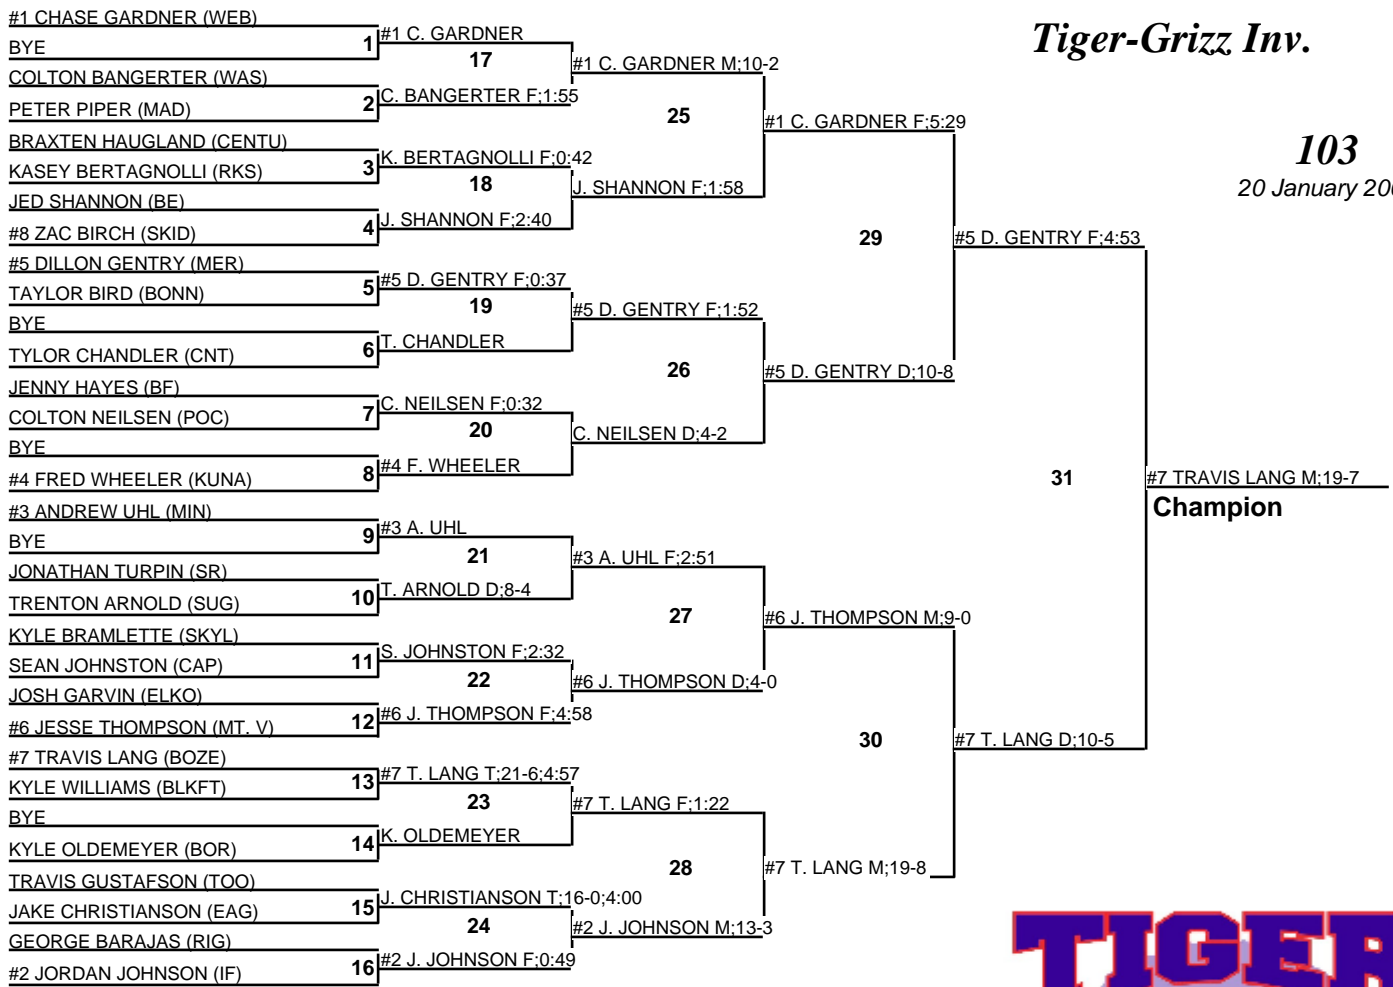 Tiger-Grizz Inv.
103
20 January 20
#1 CHASE GARDNER (WEB)
BYE
COLTON BANGERTER (WAS)
PETER PIPER (MAD)
BRAXTEN HAUGLAND (CENTU)
KASEY BERTAGNOLLI (RKS)
JED SHANNON (BE)
#8 ZAC BIRCH (SKID)
#5 DILLON GENTRY (MER)
TAYLOR BIRD (BONN)
BYE
TYLOR CHANDLER (CNT)
JENNY HAYES (BF)
COLTON NEILSEN (POC)
BYE
#4 FRED WHEELER (KUNA)
#3 ANDREW UHL (MIN)
BYE
JONATHAN TURPIN (SR)
TRENTON ARNOLD (SUG)
KYLE BRAMLETTE (SKYL)
SEAN JOHNSTON (CAP)
JOSH GARVIN (ELKO)
#6 JESSE THOMPSON (MT. V)
#7 TRAVIS LANG (BOZE)
KYLE WILLIAMS (BLKFT)
BYE
KYLE OLDEMEYER (BOR)
TRAVIS GUSTAFSON (TOO)
JAKE CHRISTIANSON (EAG)
GEORGE BARAJAS (RIG)
#2 JORDAN JOHNSON (IF)
1 #1 C. GARDNER
17
2 C. BANGERTER F;1:55
3 K. BERTAGNOLLI F;0:42
18
4 J. SHANNON F;2:40
5 #5 D. GENTRY F;0:37
19
6 T. CHANDLER
7 C. NEILSEN F;0:32
20
8 #4 F. WHEELER
9 #3 A. UHL
21
10 T. ARNOLD D;8-4
11 S. JOHNSTON F;2:32
22
12 #6 J. THOMPSON F;4:58
13 #7 T. LANG T;21-6;4:57
23
14 K. OLDEMEYER
15 J. CHRISTIANSON T;16-0;4:00
24
16 #2 J. JOHNSON F;0:49
#1 C. GARDNER M;10-2
25
J. SHANNON F;1:58
#5 D. GENTRY F;1:52
26
C. NEILSEN D;4-2
#3 A. UHL F;2:51
27
#6 J. THOMPSON D;4-0
#7 T. LANG F;1:22
28
#2 J. JOHNSON M;13-3
#1 C. GARDNER F;5:29
29
#5 D. GENTRY D;10-8
#6 J. THOMPSON M;9-0
30
#7 T. LANG M;19-8
#5 D. GENTRY F;4:53
31
#7 T. LANG D;10-5
#7 TRAVIS LANG M;19-7
Champion
TIGER